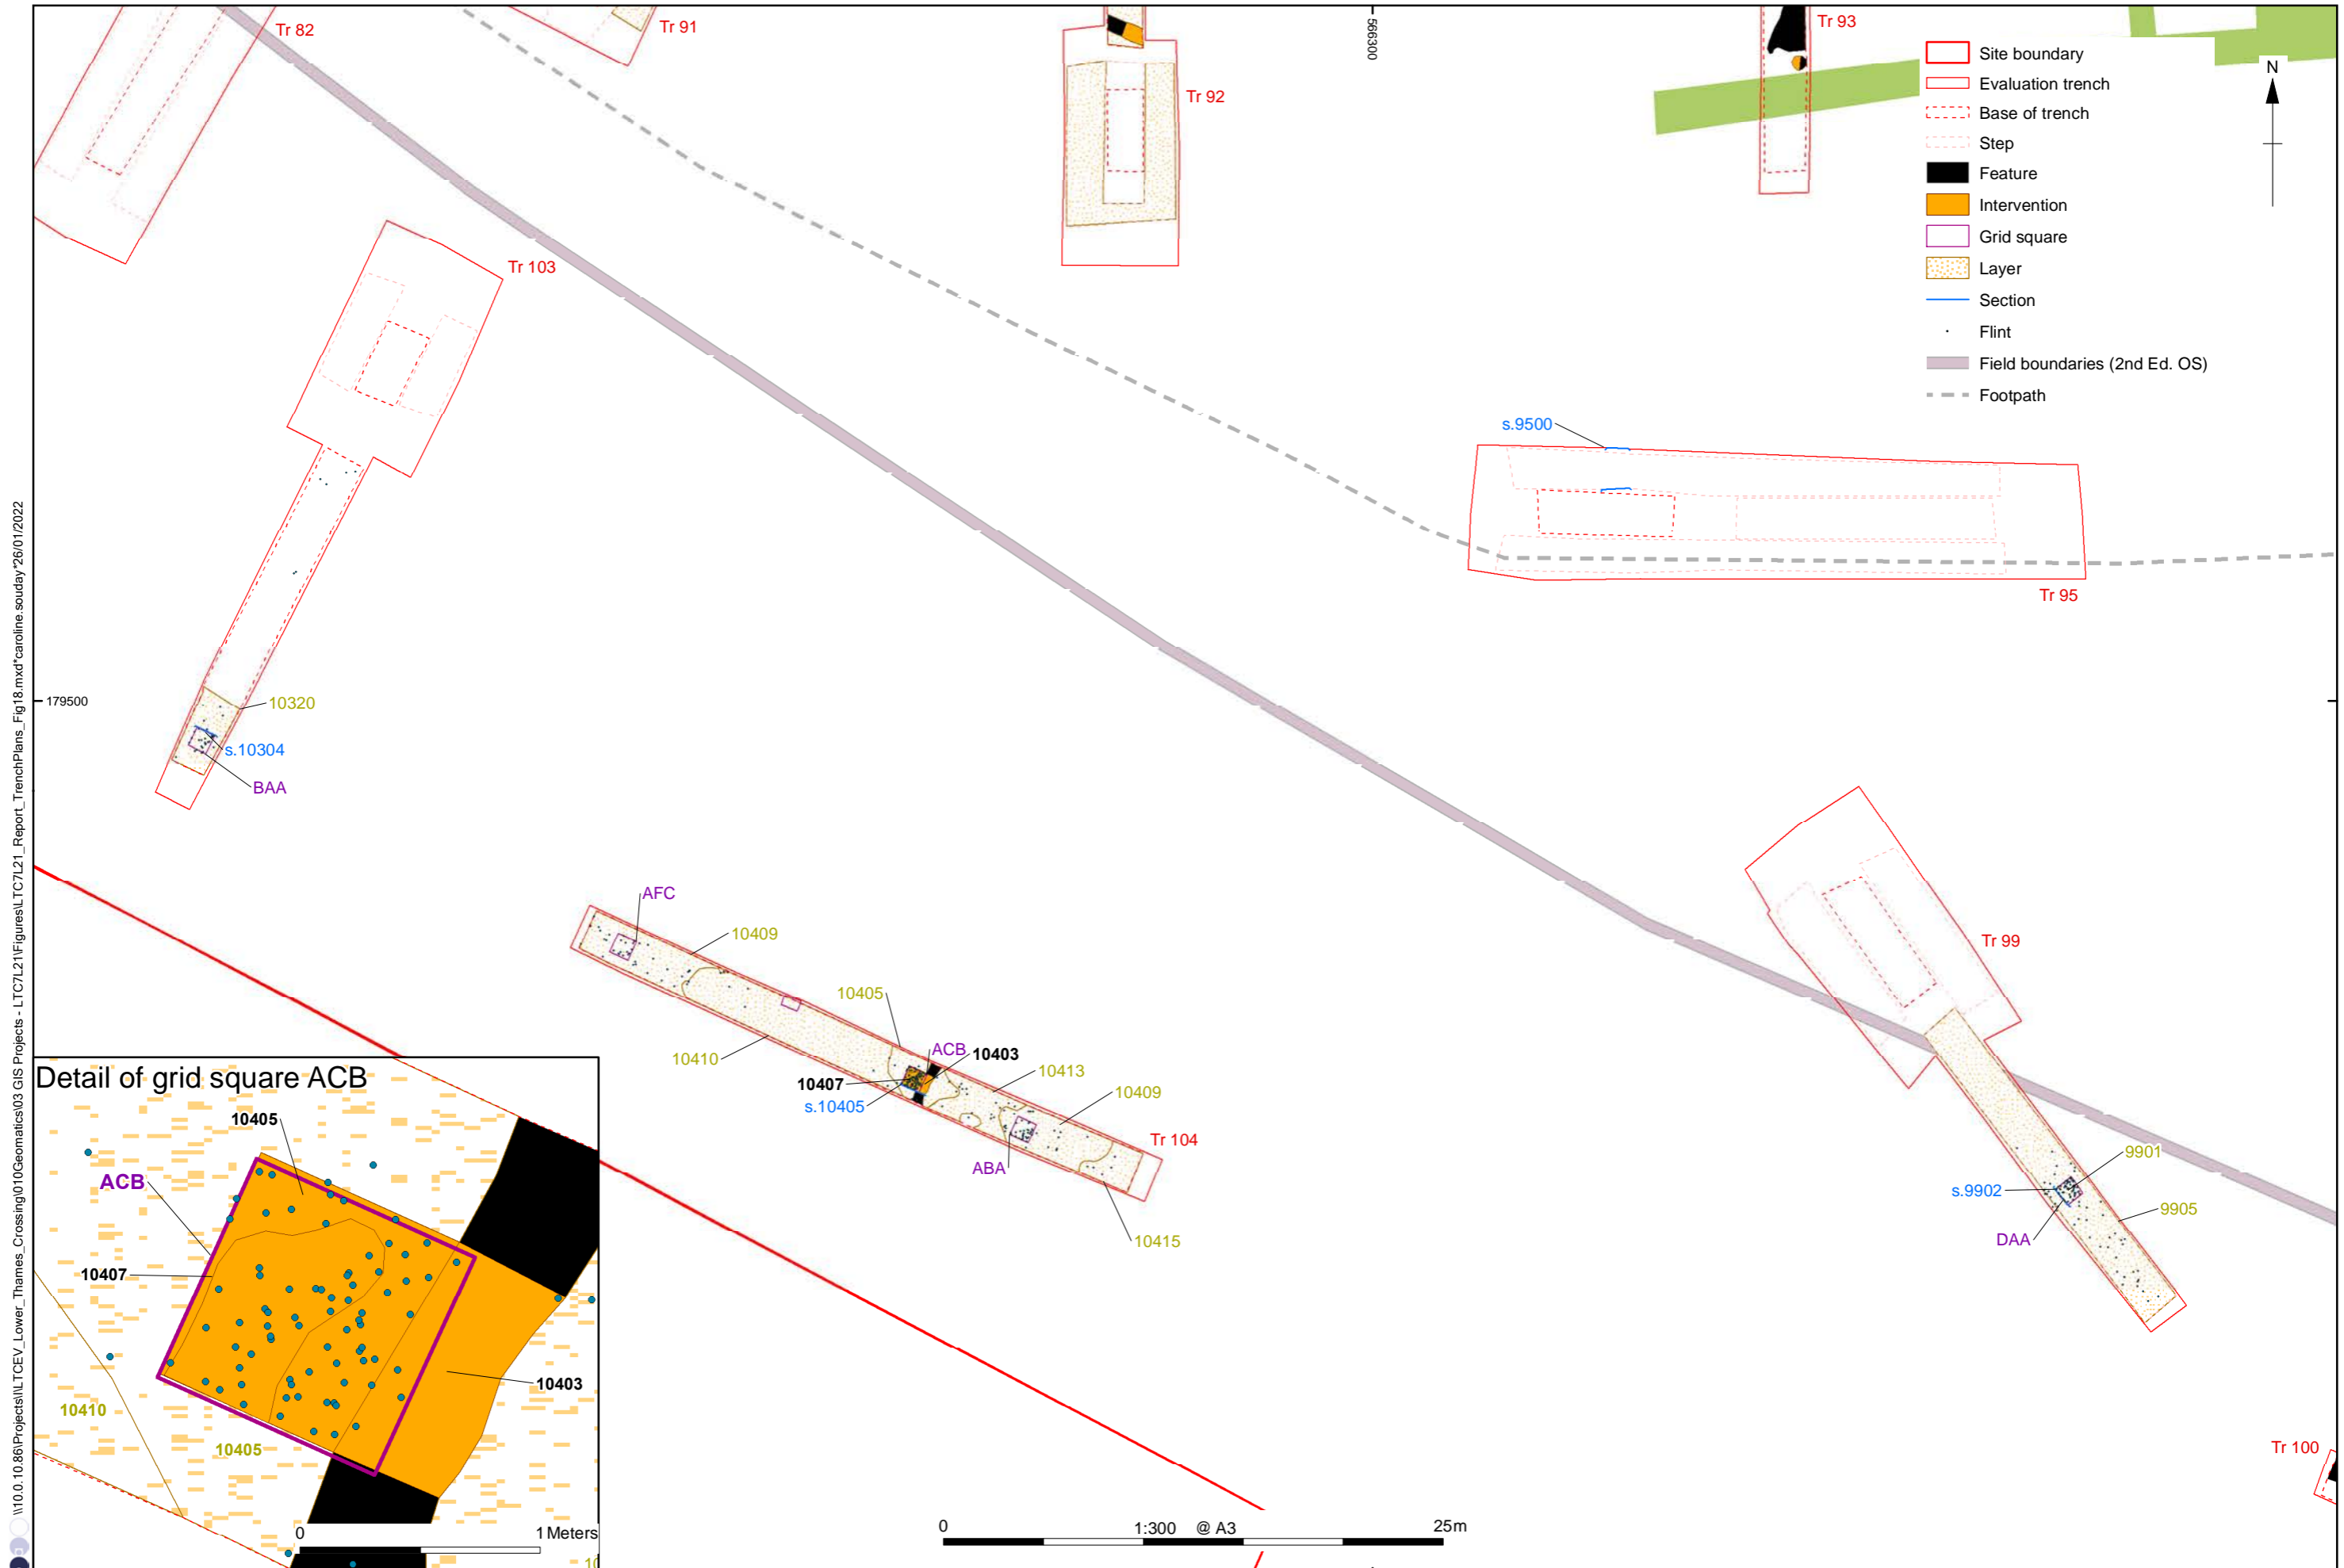 Tr 82
Tr 91
Tr 92
566300
Tr 93
Site boundary
Evaluation trench
Base of trench
Step
Feature
Intervention
Grid square
Layer
Section
Flint
Field boundaries (2nd Ed. OS)
Footpath
N
Tr 103
s.9500
Tr 95
179500
10320
s.10304
BAA
AFC
10409
10405
10410
ACB
10403
10407
s.10405
10413
10409
ABA
Tr 104
10415
Tr 99
9901
s.9902
9905
DAA
Tr 100
Detail of grid square ACB
10405
ACB
10407
10403
10410
10405
0 1 Meters
10
0 1:300 @ A3 25m
\\10.0.10.86\Projects\I\LTCEV_Lower_Thames_Crossing\010Geomatics\03 GIS Projects - LTC7L21\Figures\LTC7L21_Report_TrenchPlans_Fig18.mxd*caroline.souday*26/01/2022